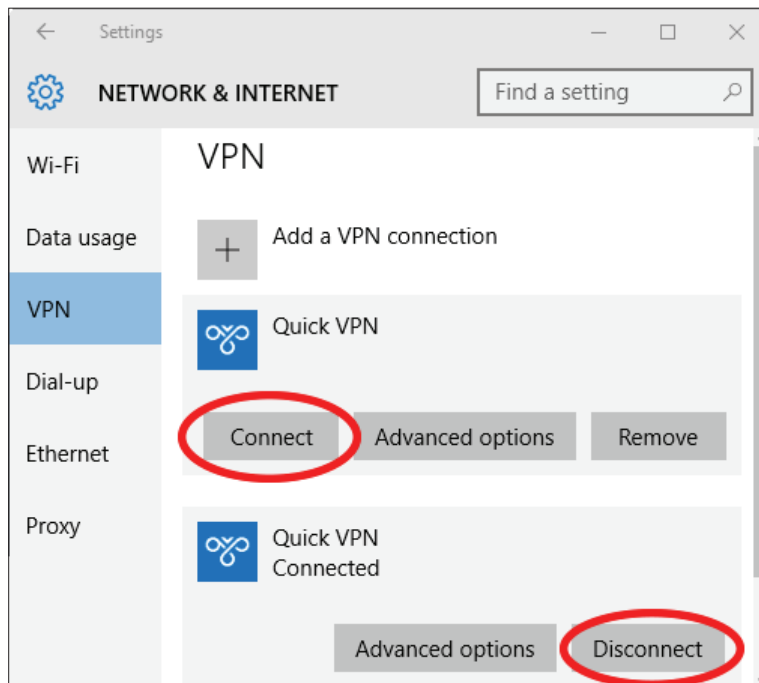 Settings
NETWORK & INTERNET
Find a setting
Wi-Fi
Data usage
VPN
Dial-up
Ethernet
Proxy
VPN
Add a VPN connection
Quick VPN
Connect Advanced options Remove
Quick VPN
Connected
Advanced options Disconnect